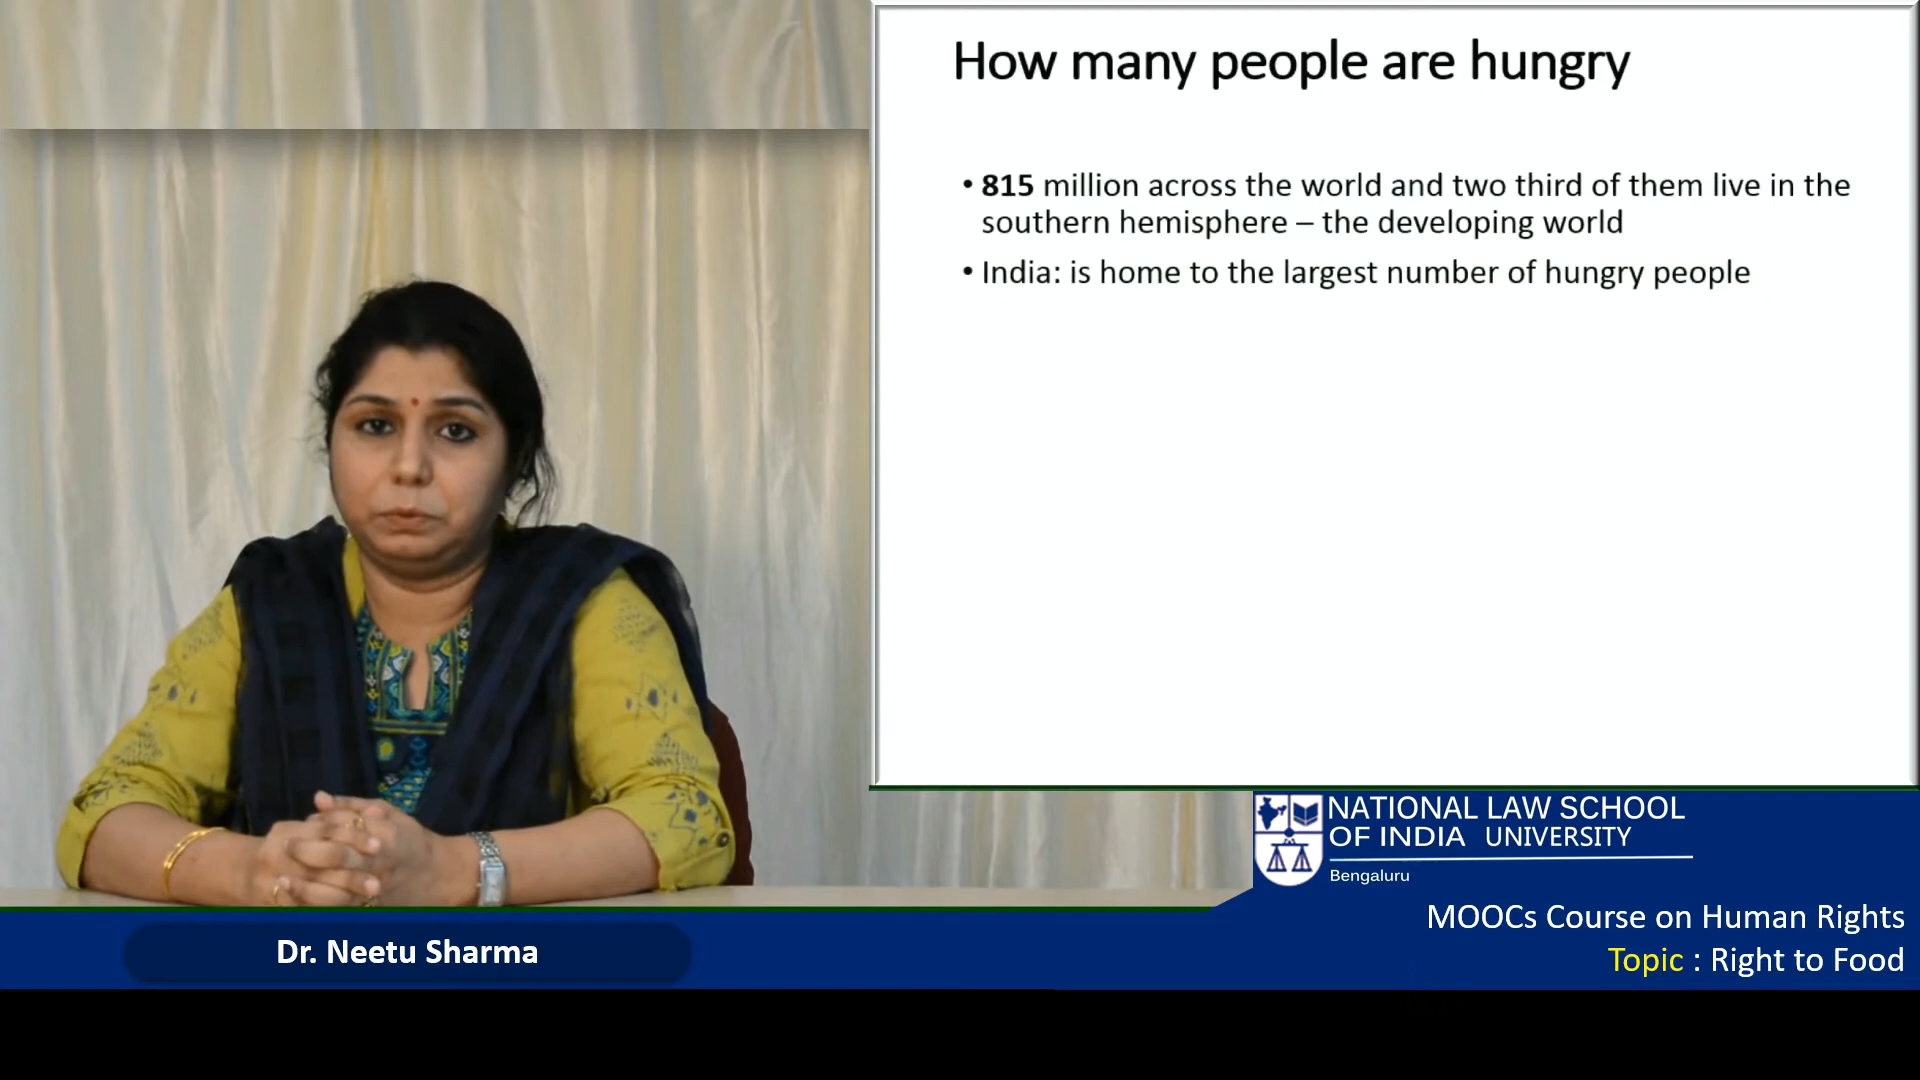 How many people are hungry
• 815 million across the world and two third of them live in the
southern hemisphere – the developing world
• India: is home to the largest number of hungry people
NATIONAL LAW SCHOOL
OF INDIA UNIVERSITY
Bengaluru
MOOCs Course on Human Rights
Topic : Right to Food
Dr. Neetu Sharma